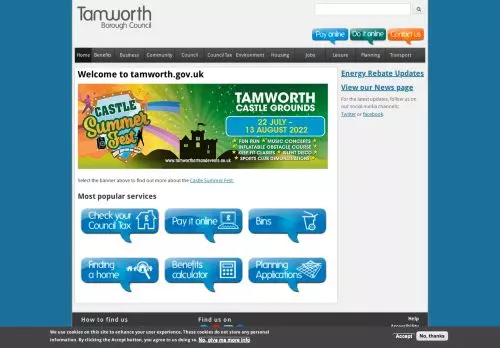 Tamworth
Borough Council
Pay online Do it online Contact us
Home Benefits Business Community Council Council Tax Environment Housing Jobs Leisure Planning Transport
Welcome to tamworth.gov.uk
CASTLE
Summer
Fest
TAMWORTH
CASTLE GROUNDS
22 JULY -
13 AUGUST 2022
FUN RUN * MUSIC CONCERTS
INFLATABLE OBSTACLE COURSE
KEEP FIT CLASSES * SILENT DISCO
SPORTS CLUB DEMONSTRATIONS
www.tamworthartsandevents.co.uk
Select the banner above to find out more about the Castle Summer Fest.
Energy Rebate Updates
View our News page
For the latest updates, follow us on
our social media channels:
Twitter or Facebook.
Most popular services
Check your
Council Tax
Pay it online
Bins
Finding
a home
Benefits
calculator
Planning
Applications
How to find us
Find us on
Help
Accessibility
We use cookies on this site to enhance your user experience. These cookies do not store any personal
information. By clicking the Accept button, you agree to us doing so. No, give me more info
Accept
No, thanks